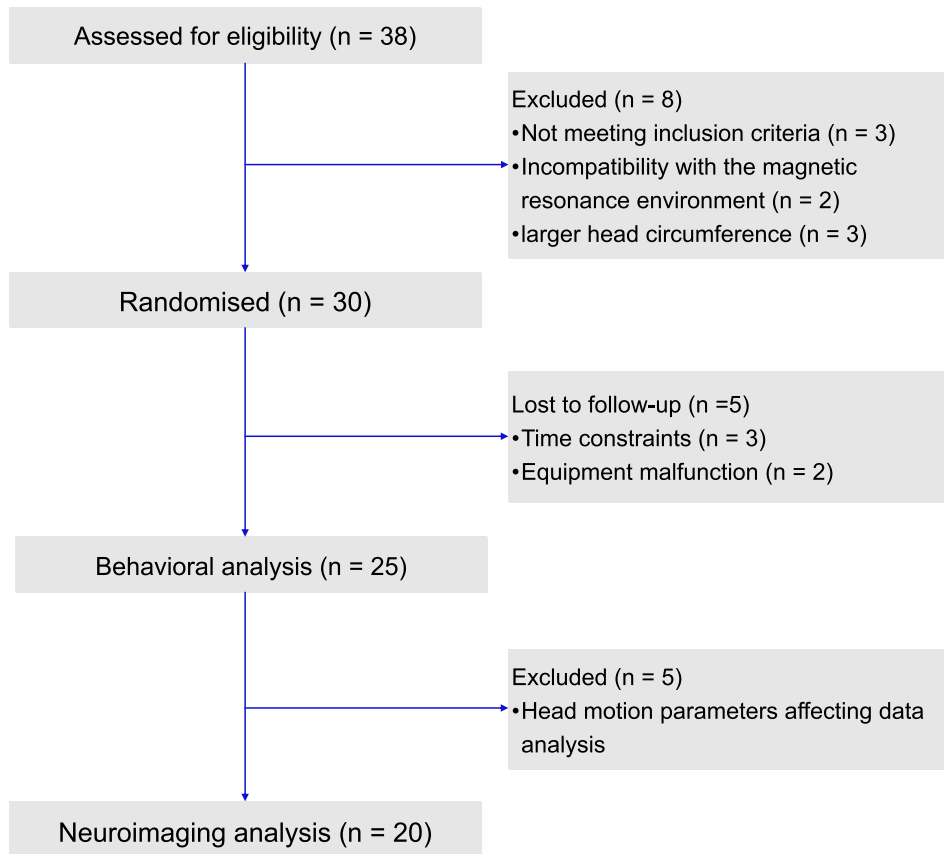 Assessed for eligibility (n = 38)
Excluded (n = 8)
•Not meeting inclusion criteria (n = 3)
•Incompatibility with the magnetic
resonance environment (n = 2)
•larger head circumference (n = 3)
Randomised (n = 30)
Lost to follow-up (n =5)
•Time constraints (n = 3)
•Equipment malfunction (n = 2)
Behavioral analysis (n = 25)
Excluded (n = 5)
•Head motion parameters affecting data
analysis
Neuroimaging analysis (n = 20)